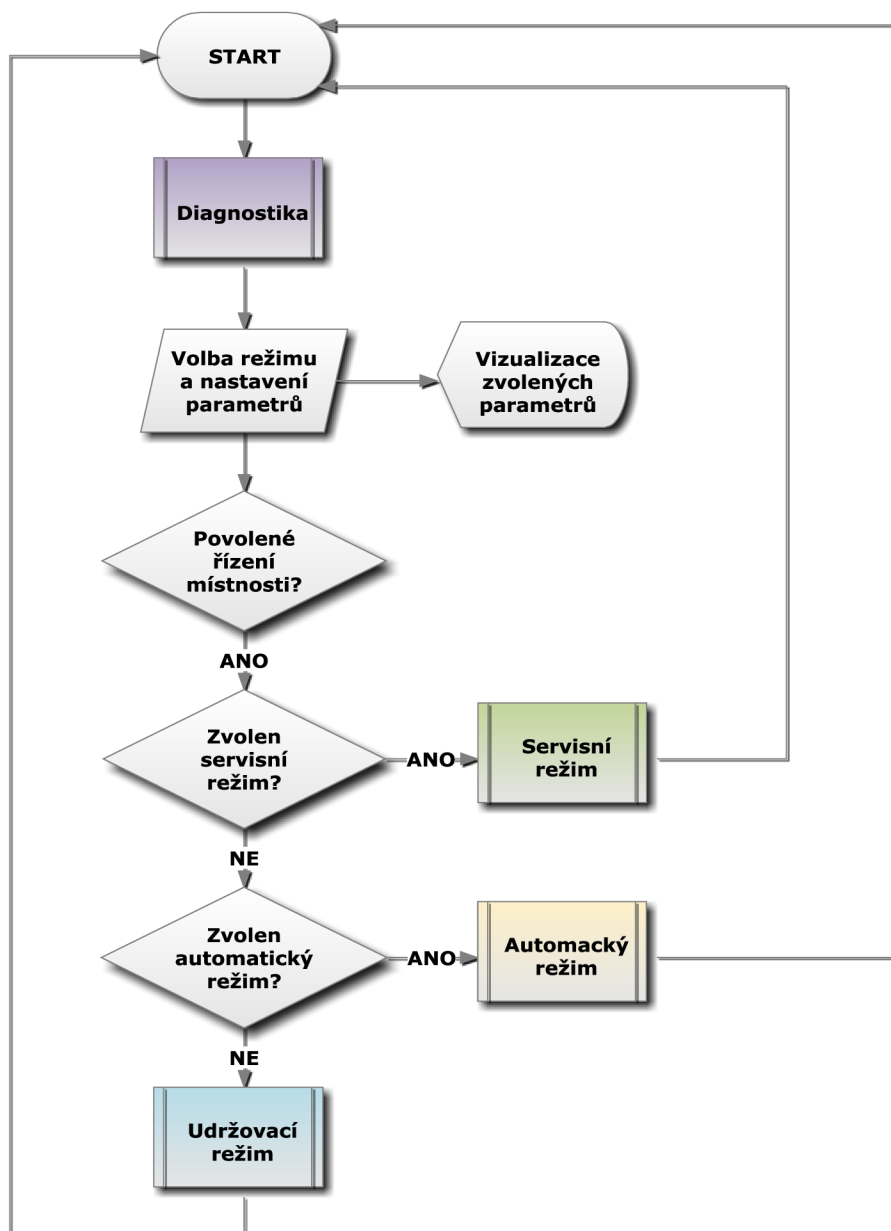 START
Diagnostika
Volba režimu
a nastavení
parametrů
Vizualizace
zvolených
parametrů
Povolené
řízení
místnosti?
ANO
Zvolen
servisní
režim?
ANO
Servisní
režim
NE
Zvolen
automatický
režim?
ANO
Automacký
režim
NE
Udržovací
režim